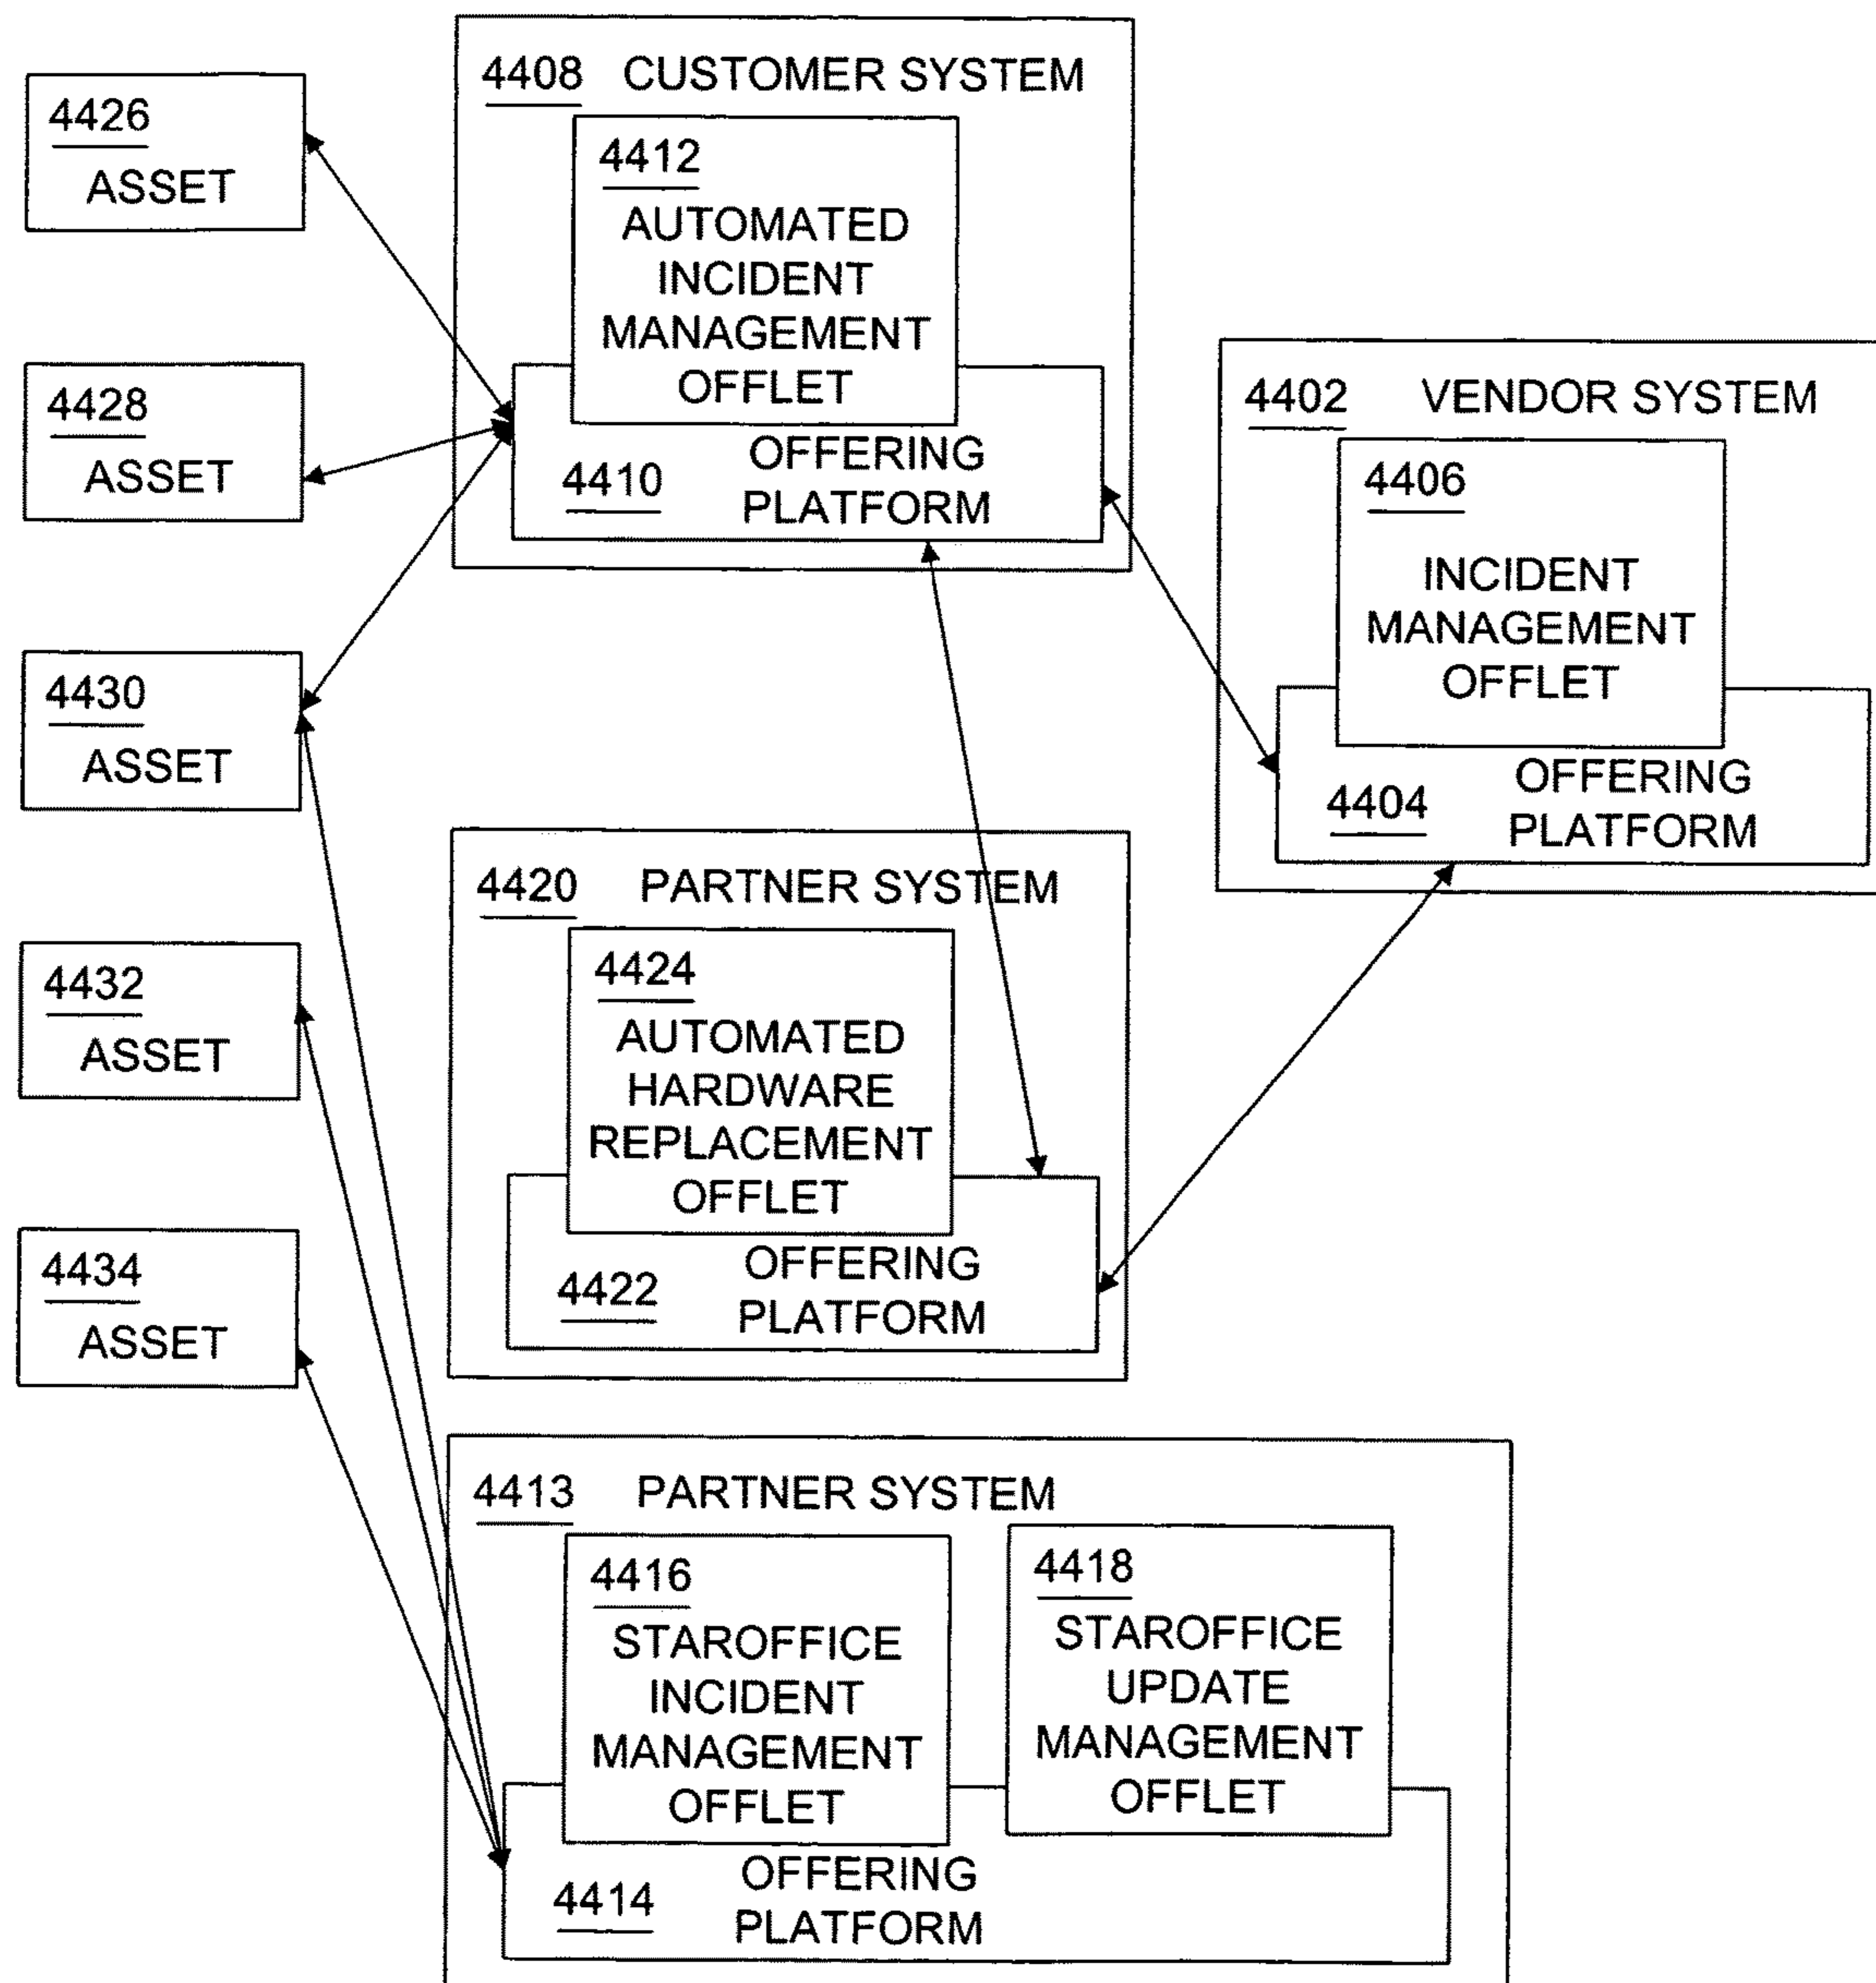 4426
ASSET
4428
ASSET
4430
ASSET
4432
ASSET
4434
ASSET
4408 CUSTOMER SYSTEM
4412
AUTOMATED
INCIDENT
MANAGEMENT
OFFLET
OFFERING
4410
PLATFORM
4402 VENDOR SYSTEM
4406
INCIDENT
MANAGEMENT
OFFLET
OFFERING
4404
PLATFORM
4420 PARTNER SYSTEM
4424
AUTOMATED
HARDWARE
REPLACEMENT
OFFLET
OFFERING
4422
PLATFORM
4413 PARTNER SYSTEM
4416
STAROFFICE
INCIDENT
MANAGEMENT
OFFLET
4418
STAROFFICE
UPDATE
MANAGEMENT
OFFLET
OFFERING
4414
PLATFORM